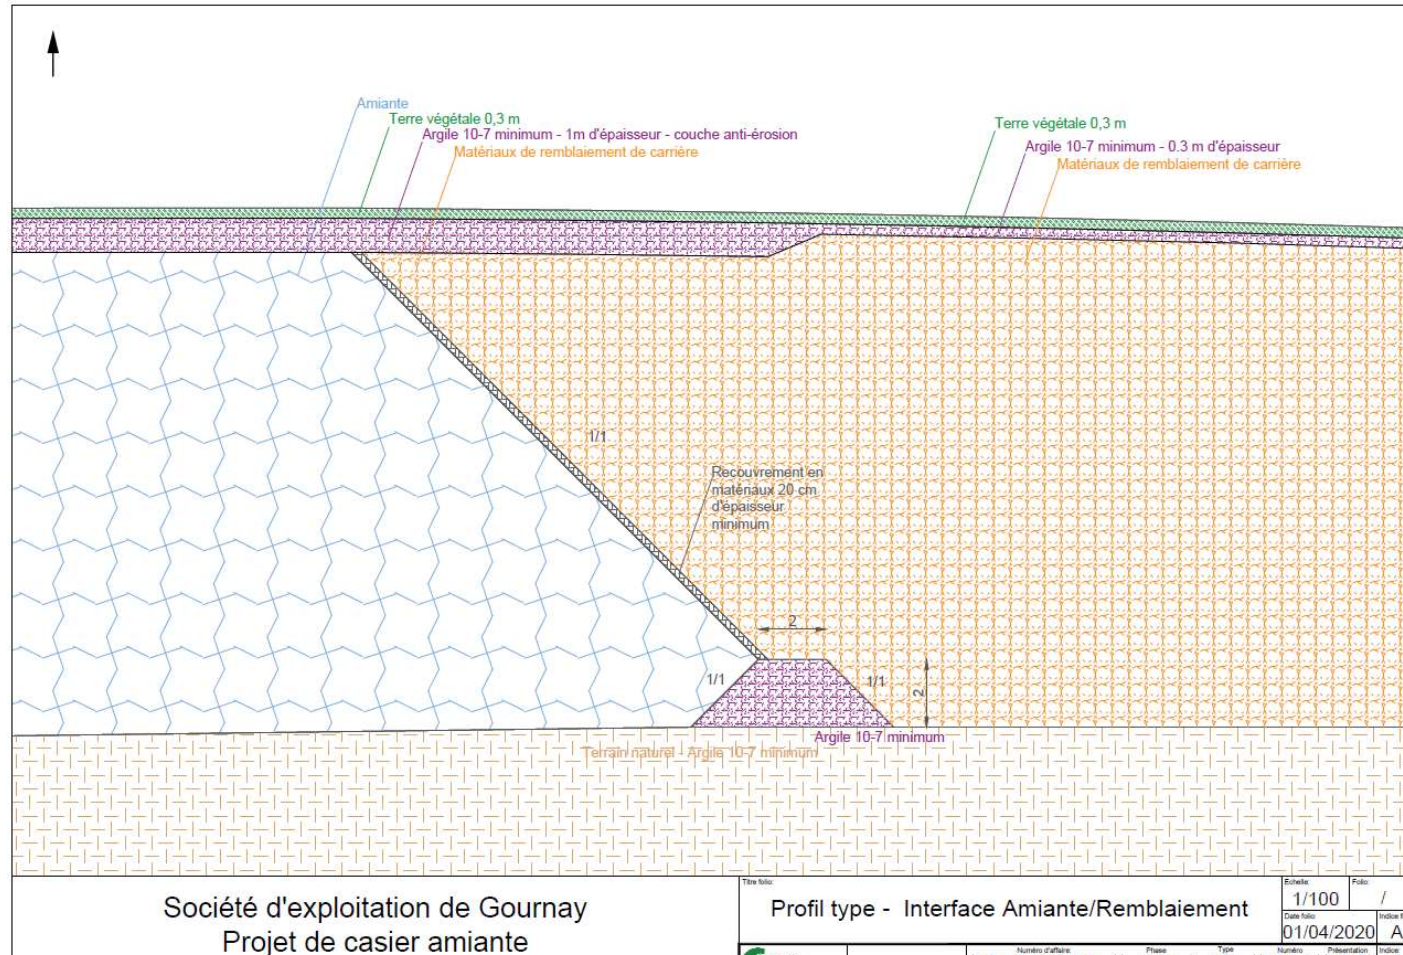 Amiante
Terre végétale 0,3 m
Argile 10-7 minimum - 1m d'épaisseur - couche anti-érosion
Matériaux de remblaiement de carrière
Terre végétale 0,3 m
Argile 10-7 minimum - 0.3 m d'épaisseur
Matériaux de remblaiement de carrière
1/1
Recouvrement en
matériaux 20 cm
d'épaisseur
minimum
2
1/1
1/1
2
Argile 10-7 minimum
Terrain naturel - Argile 10-7 minimum
Société d'exploitation de Gournay
Projet de casier amiante
Titre folio:
Profil type - Interface Amiante/Remblaiement
Echelle:
1/100
Folio:
/
Date folio
01/04/2020
Indice f
A
Numéro d'affaire
Phase
Type
Numéro
Présentation
Indice: